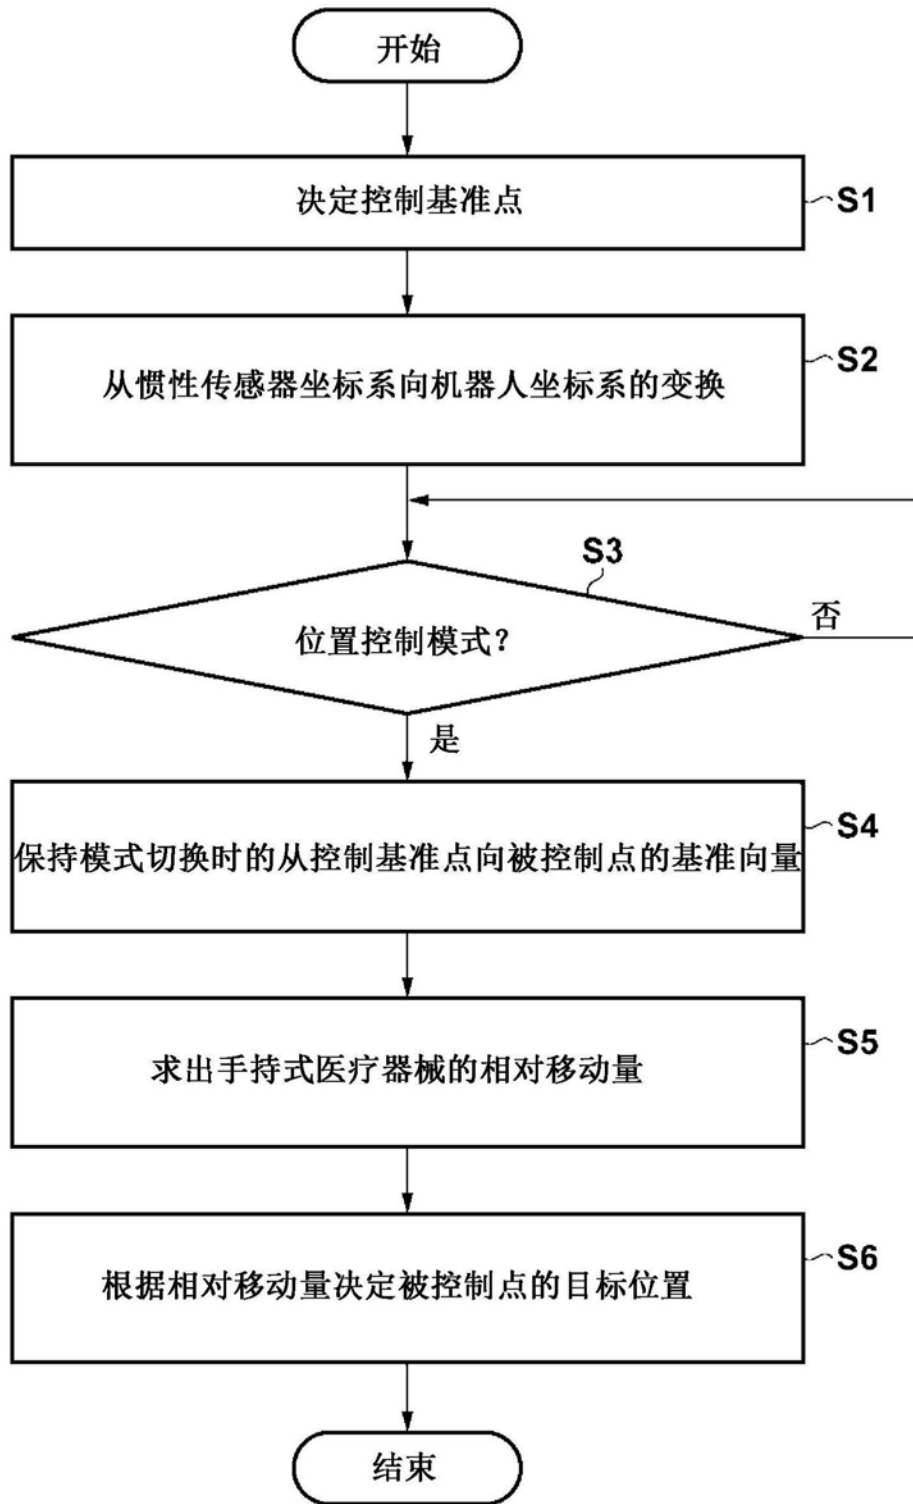 开始
决定控制基准点
S1
从惯性传感器坐标系向机器人坐标系的变换
S2
S3
位置控制模式?
否
是
保持模式切换时的从控制基准点向被控制点的基准向量
S4
求出手持式医疗器械的相对移动量
S5
根据相对移动量决定被控制点的目标位置
S6
结束